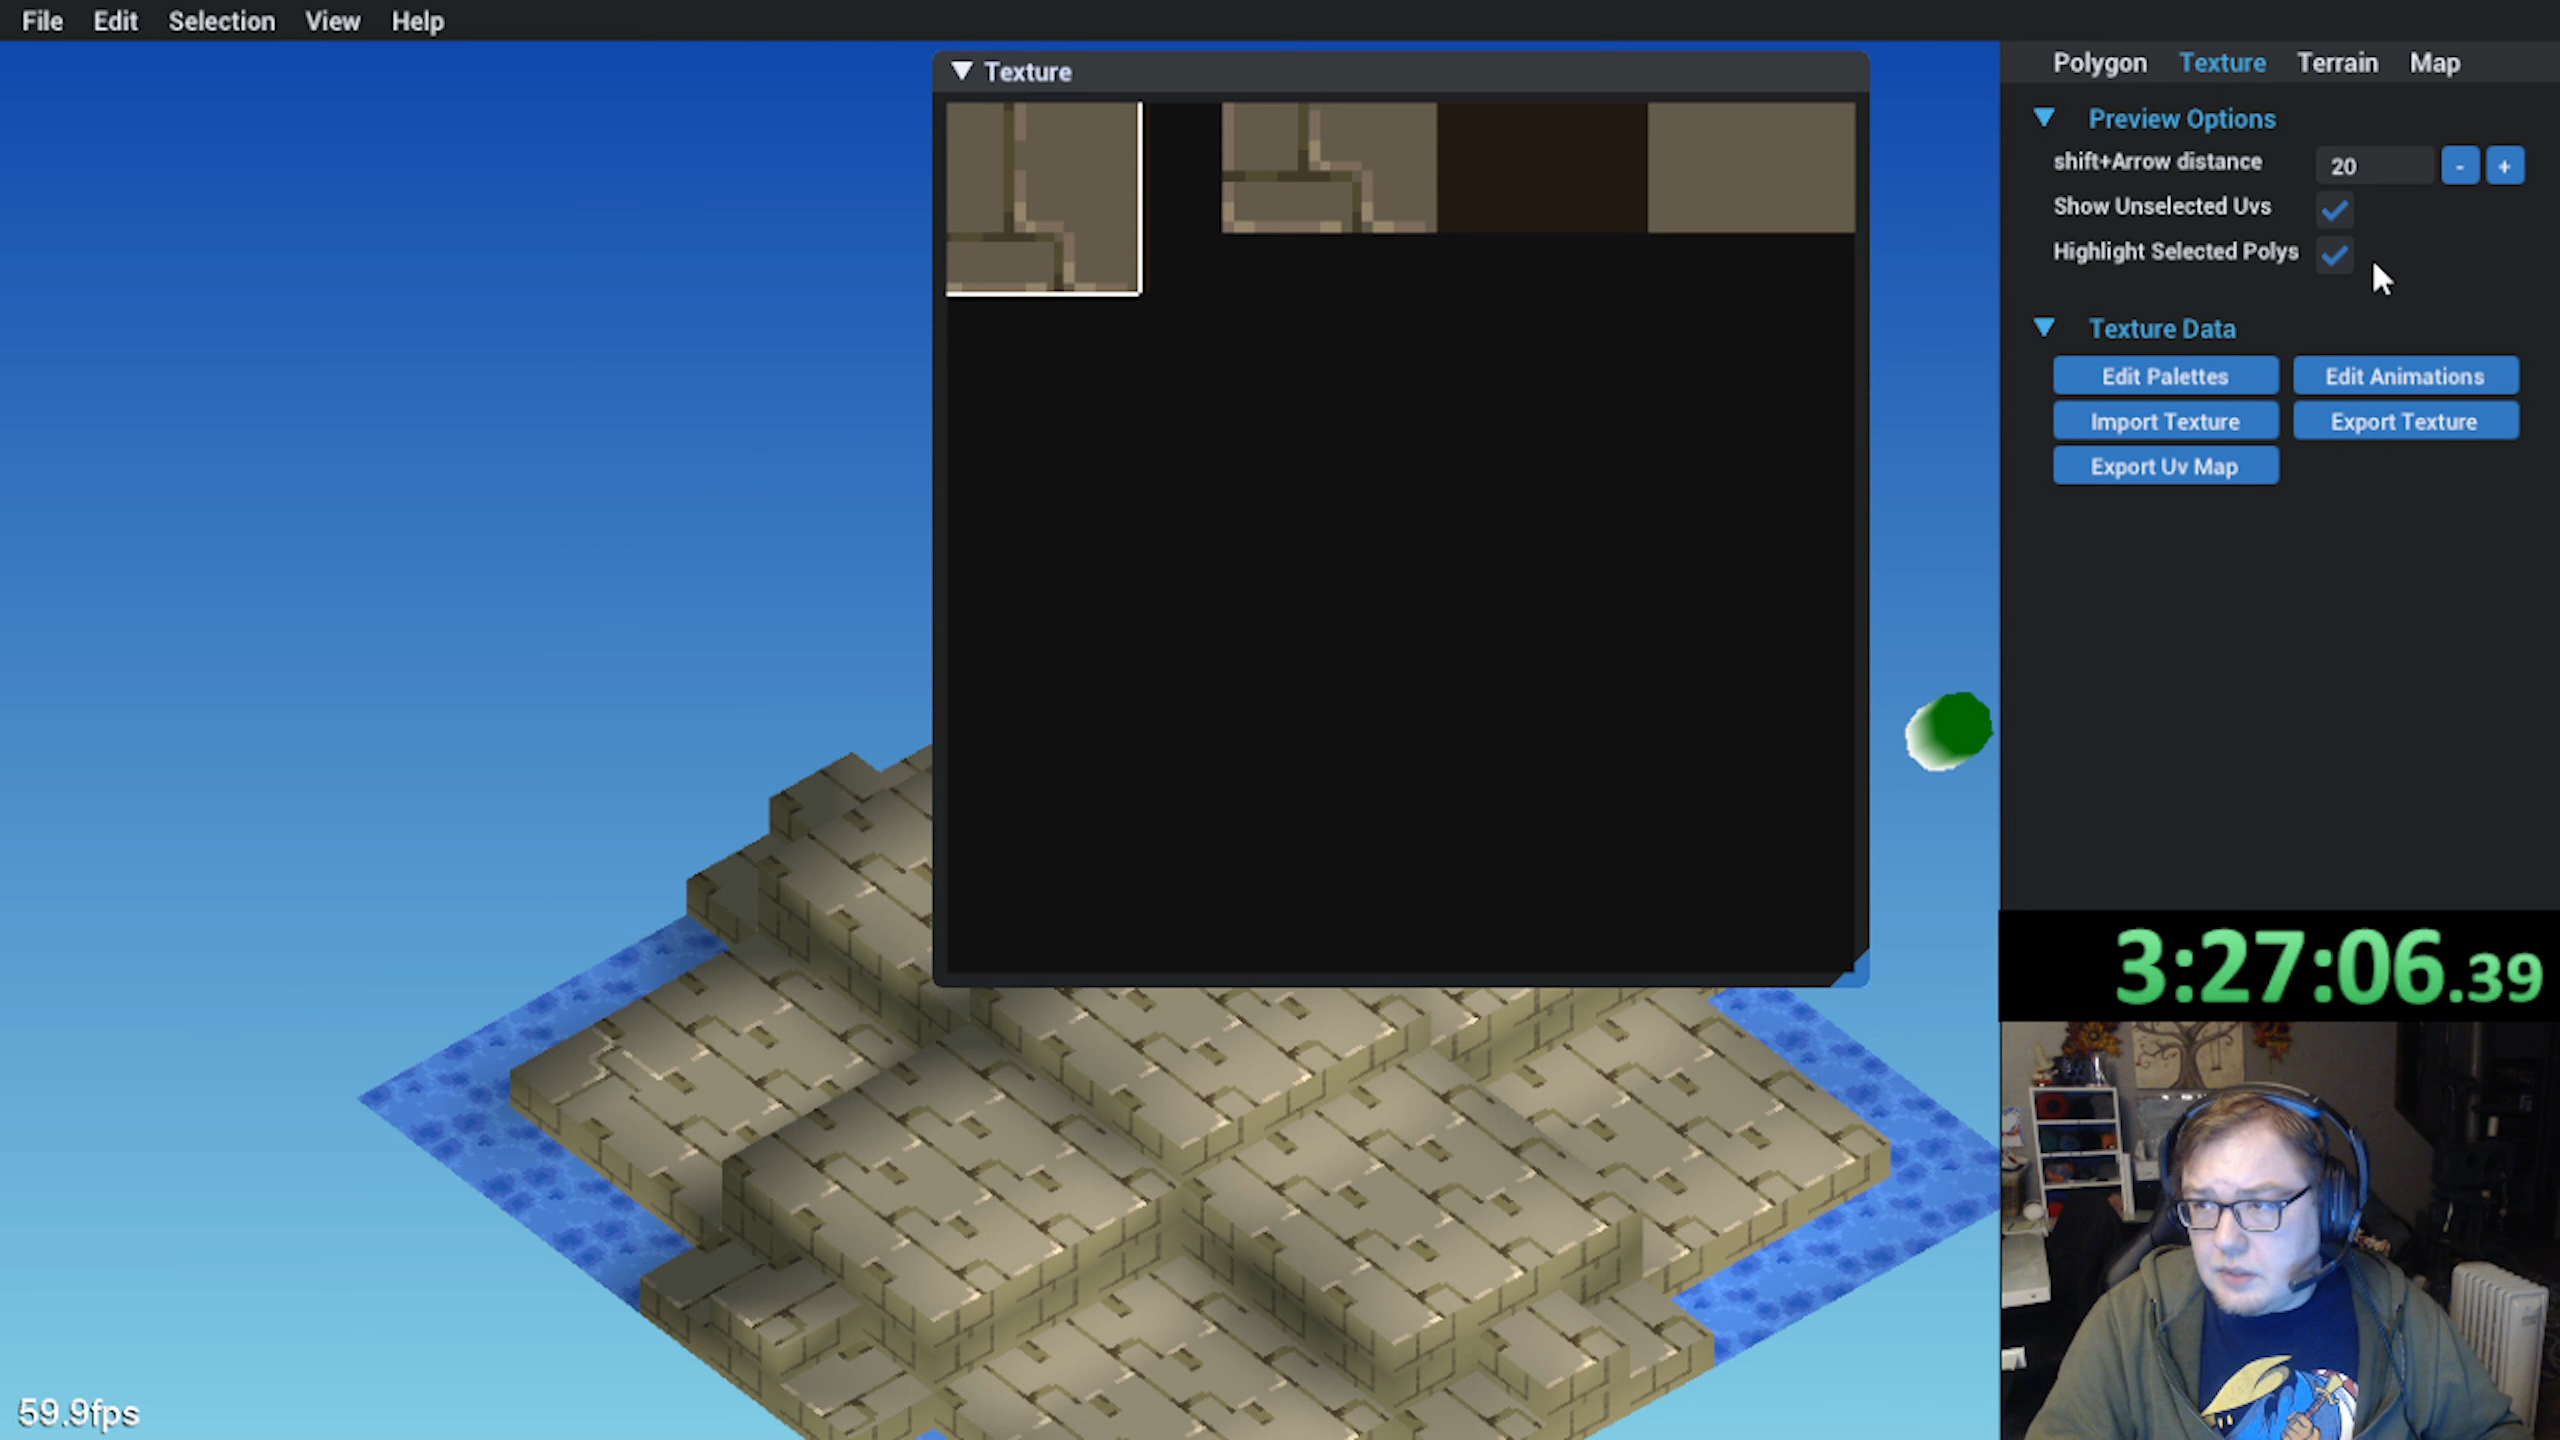 File Edit Selection View Help
Texture
Polygon Texture Terrain Map
Preview Options
shift+Arrow distance 20 - +
Show Unselected Uvs
Highlight Selected Polys
Texture Data
Edit Palettes Edit Animations
Import Texture Export Texture
Export Uv Map
3:27:06.39
59.9fps